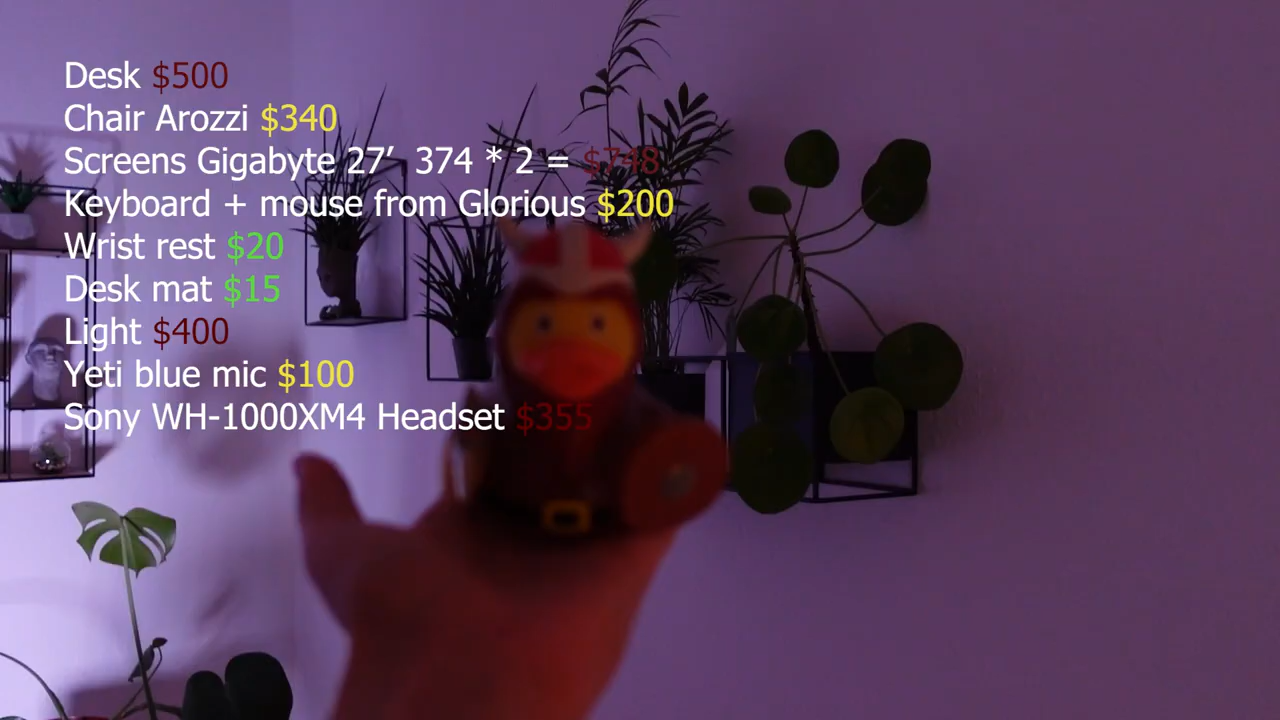 Desk $500
Chair Arozzi $340
Screens Gigabyte 27′ 374 * 2 = $748
Keyboard + mouse from Glorious $200
Wrist rest $20
Desk mat $15
Light $400
Yeti blue mic $100
Sony WH-1000XM4 Headset $355